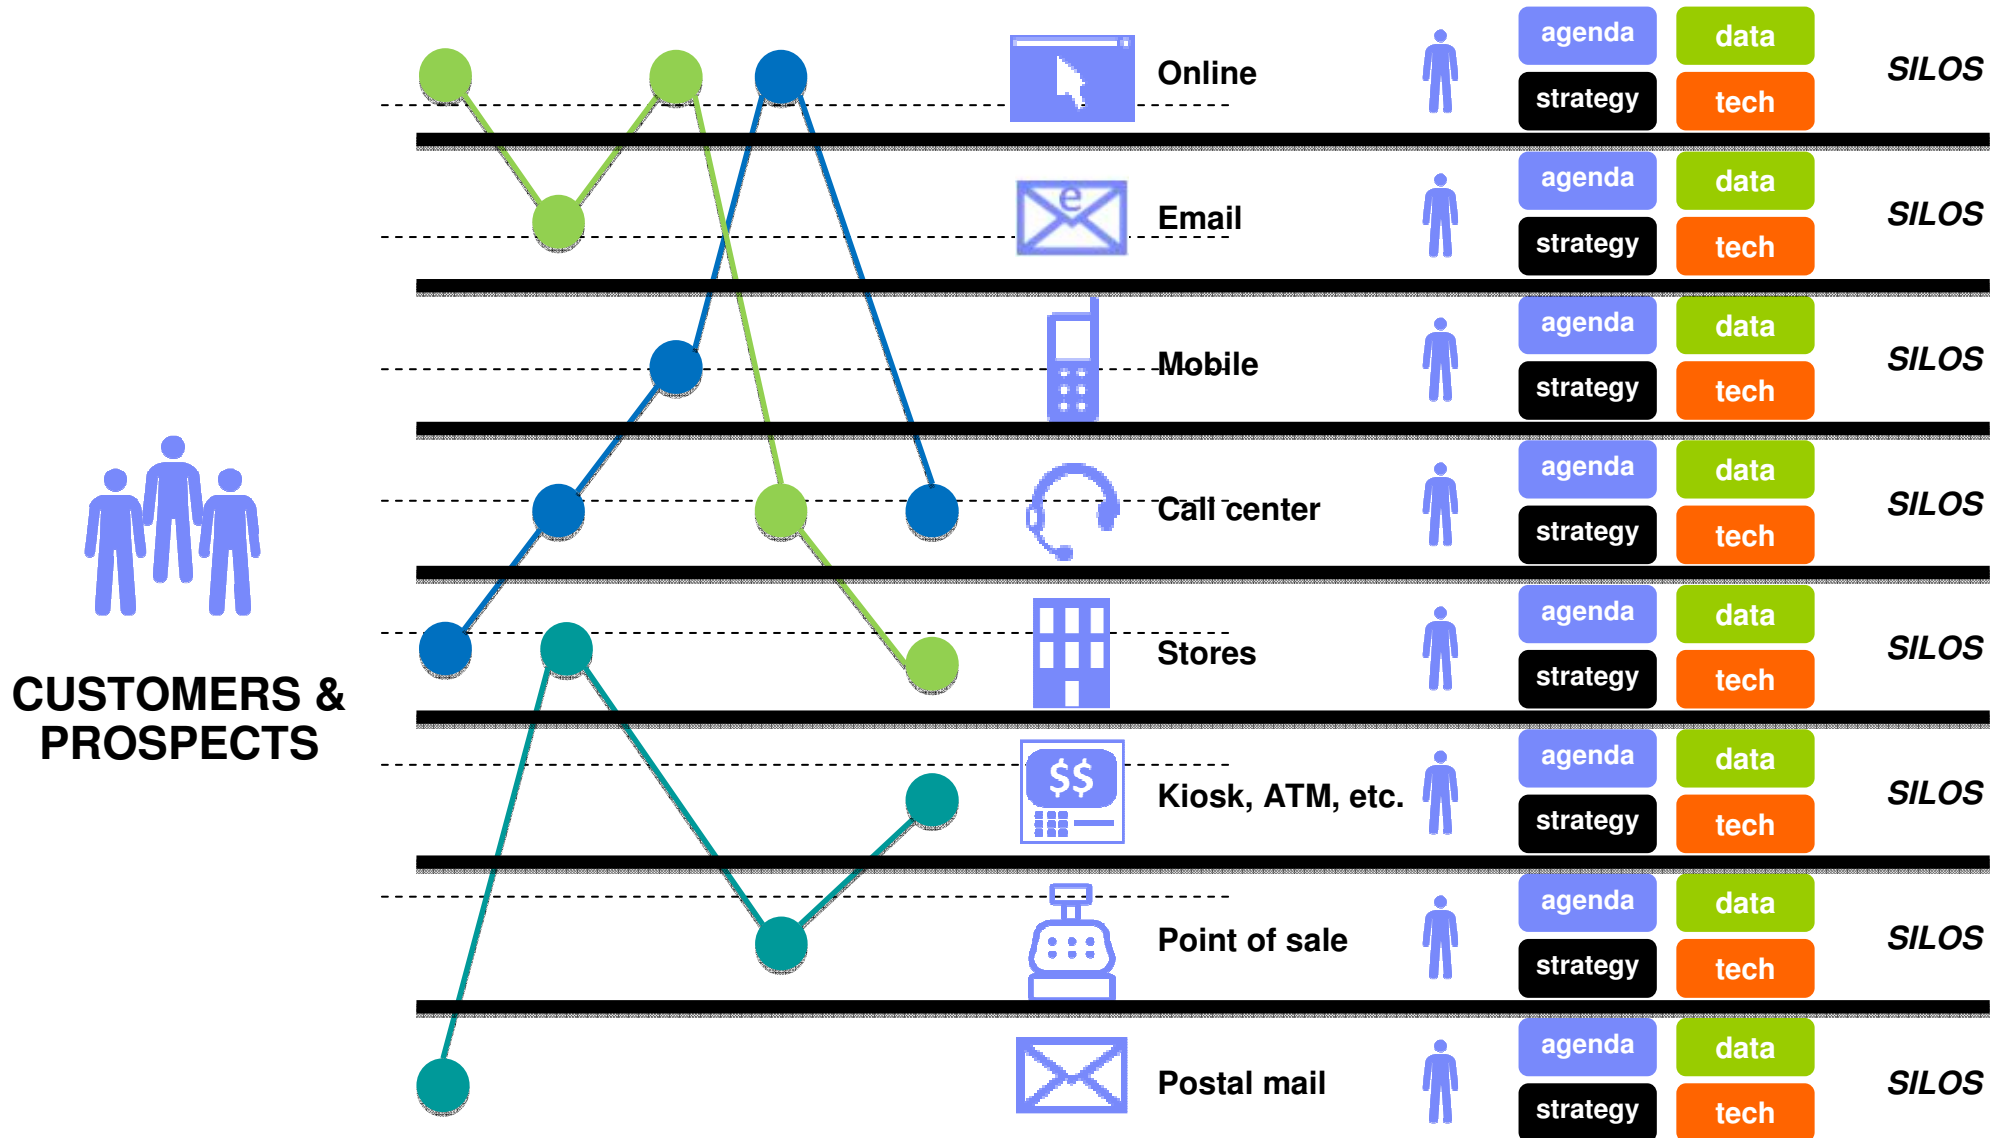 agenda data
Online SILOS
strategy tech
agenda data
e
Email SILOS
strategy tech
agenda data
Mobile SILOS
strategy tech
agenda data
Call center SILOS
strategy tech
agenda data
Stores SILOS
strategy tech
CUSTOMERS &
PROSPECTS
agenda data
$$
Kiosk, ATM, etc. SILOS
strategy tech
agenda data
Point of sale SILOS
strategy tech
agenda data
Postal mail SILOS
strategy tech